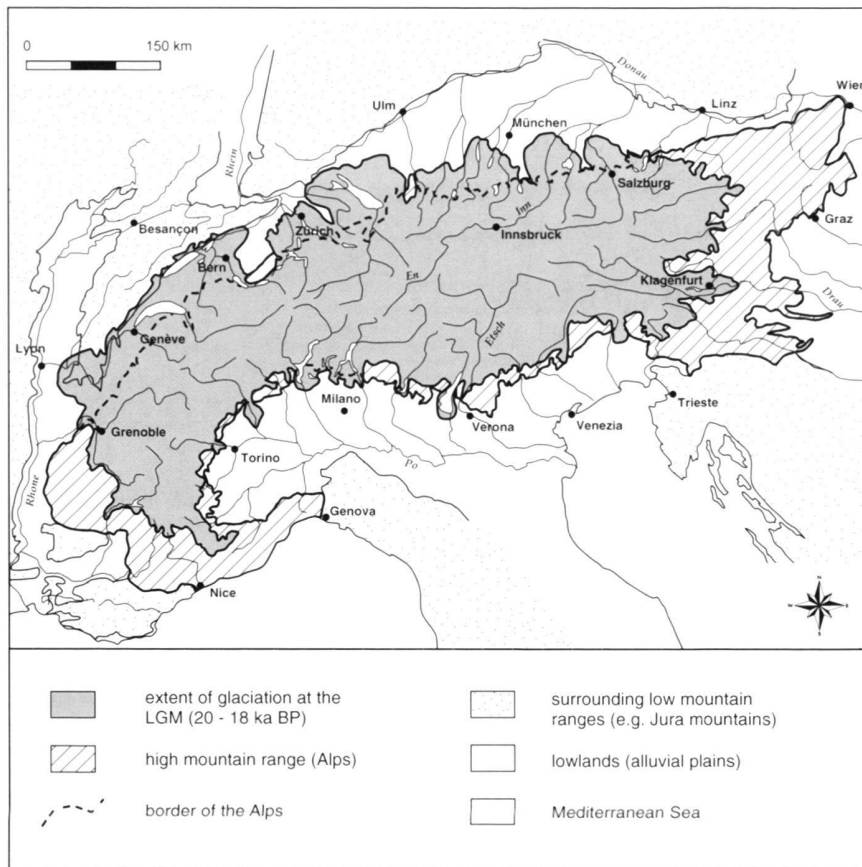 0 150 km
Donau
Wien
Ulm
Linz
München
Rhein
Salzburg
Besançon
Zürich
Inn
Innsbruck
Graz
Bern
En
Klagenfurt
Drau
Genève
Etsch
Lyon
Milano
Trieste
Grenoble
Verona
Venezia
Torino
Po
Rhone
Genova
Nice
N
W E
S
extent of glaciation at the
LGM (20 - 18 ka BP)
high mountain range (Alps)
border of the Alps
surrounding low mountain
ranges (e.g. Jura mountains)
lowlands (alluvial plains)
Mediterranean Sea